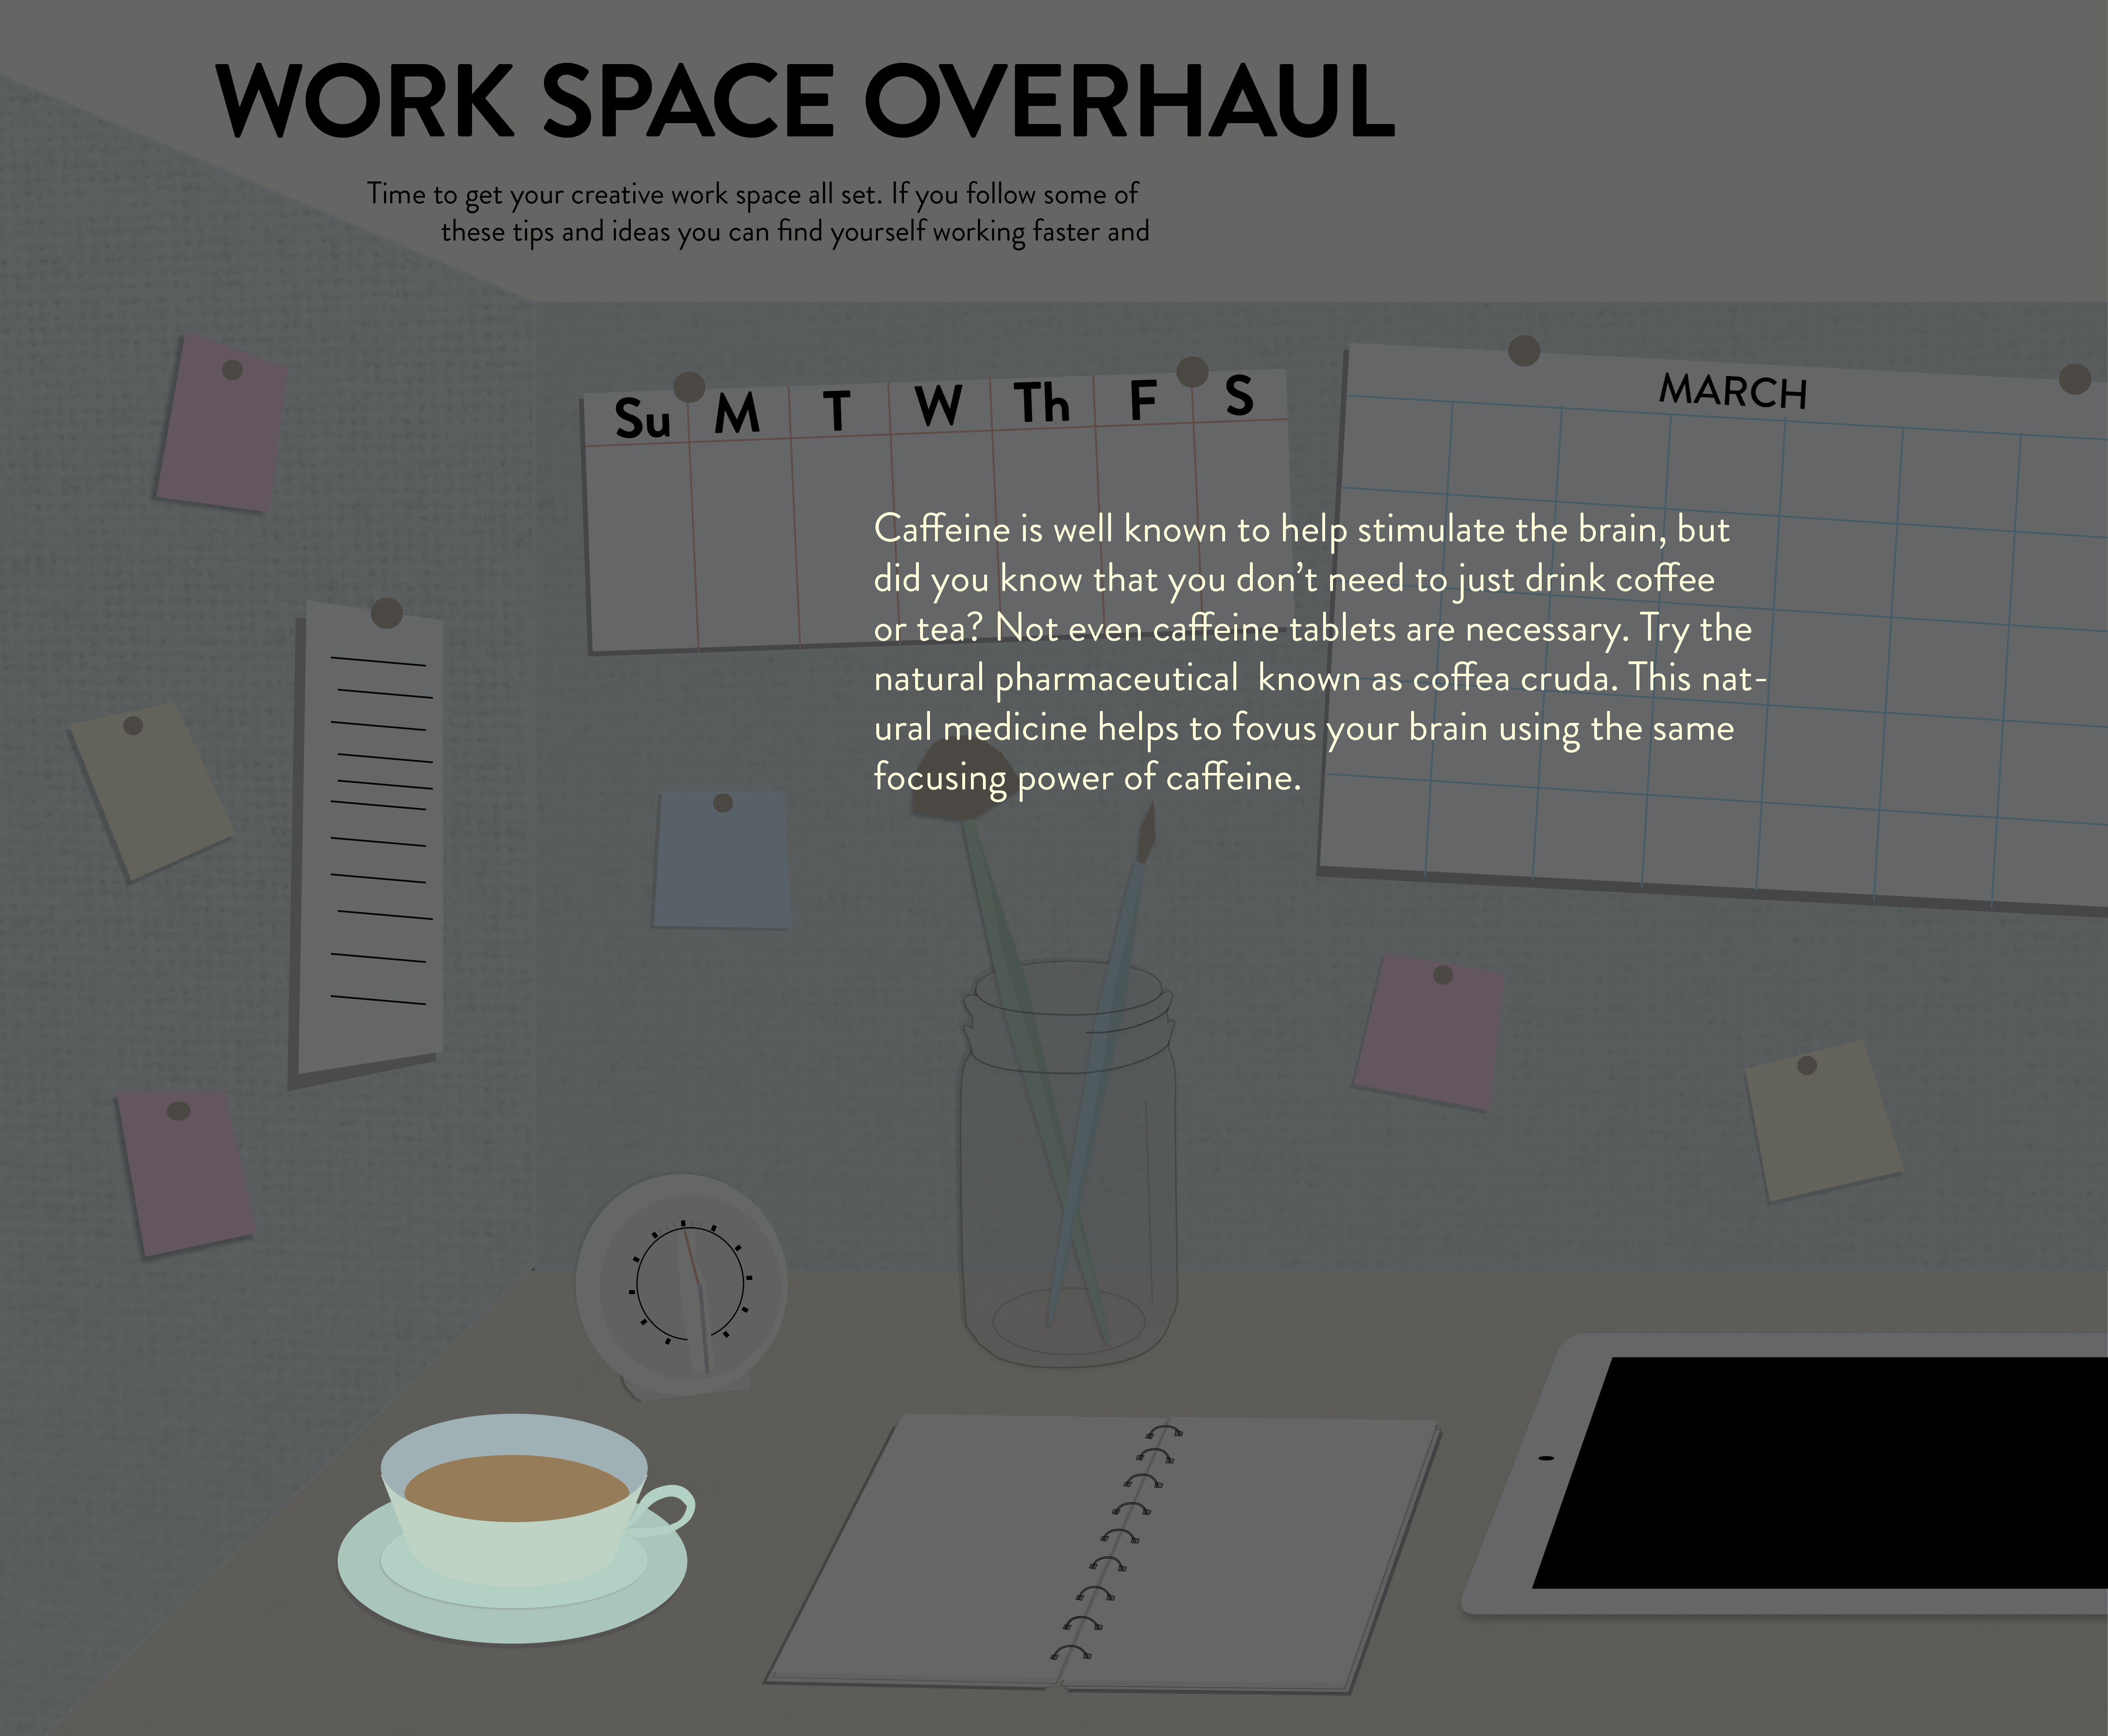 WORK SPACE OVERHAUL
Time to get your creative work space all set. If you follow some of
these tips and ideas you can find yourself working faster and
Su M T W Th F S
MARCH
Caffeine is well known to help stimulate the brain, but
did you know that you don’t need to just drink coffee
or tea? Not even caffeine tablets are necessary. Try the
natural pharmaceutical  known as coffea cruda. This nat-
ural medicine helps to fovus your brain using the same
focusing power of caffeine.